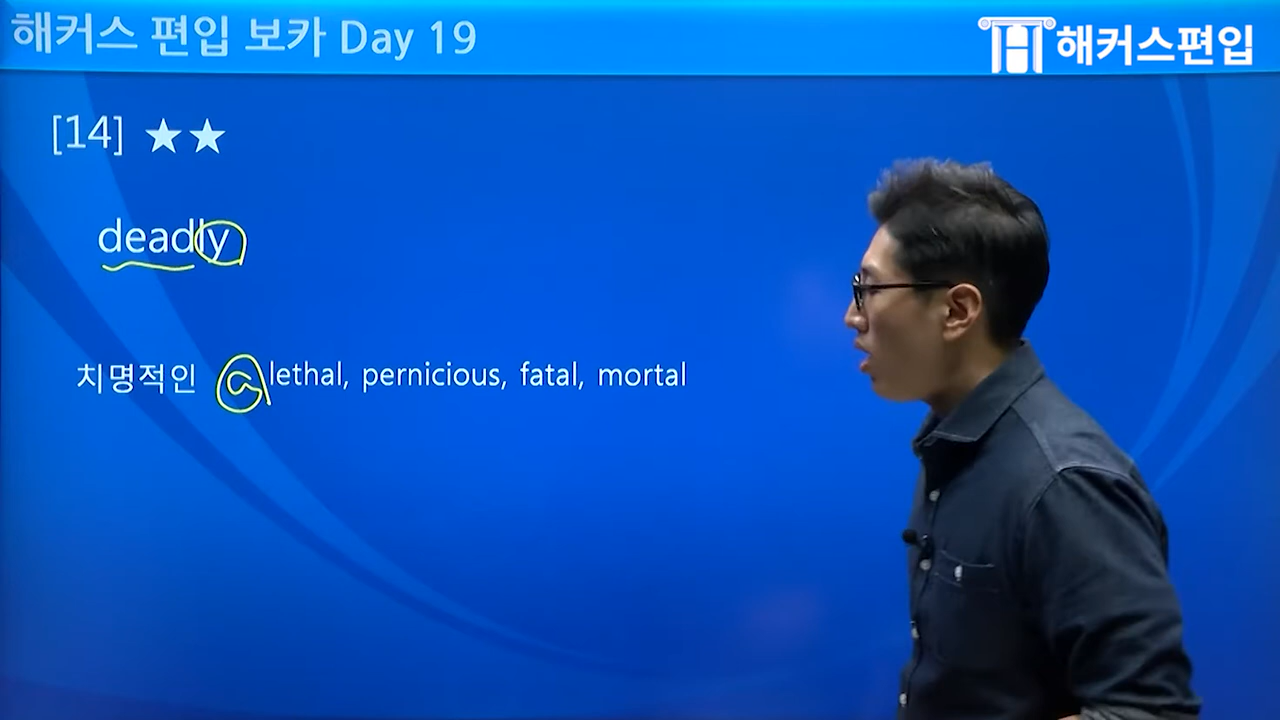 해커스 편입 보카 Day 19
해커스편입
[14] ★★
deadly
치명적인 a lethal, pernicious, fatal, mortal